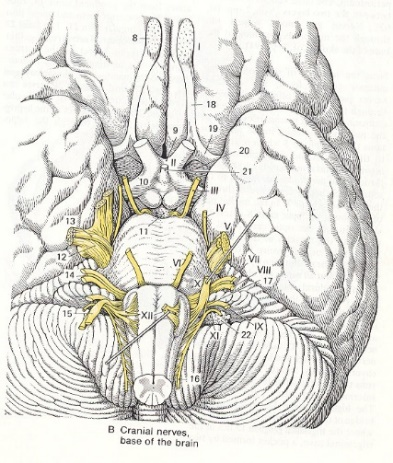 8 I
18
9 19
II 20
21
10 III
IV
13 V
11
12 VI VII
14 X VIII
17
15 XII IX
XI 22
16
B Cranial nerves,
base of the brain